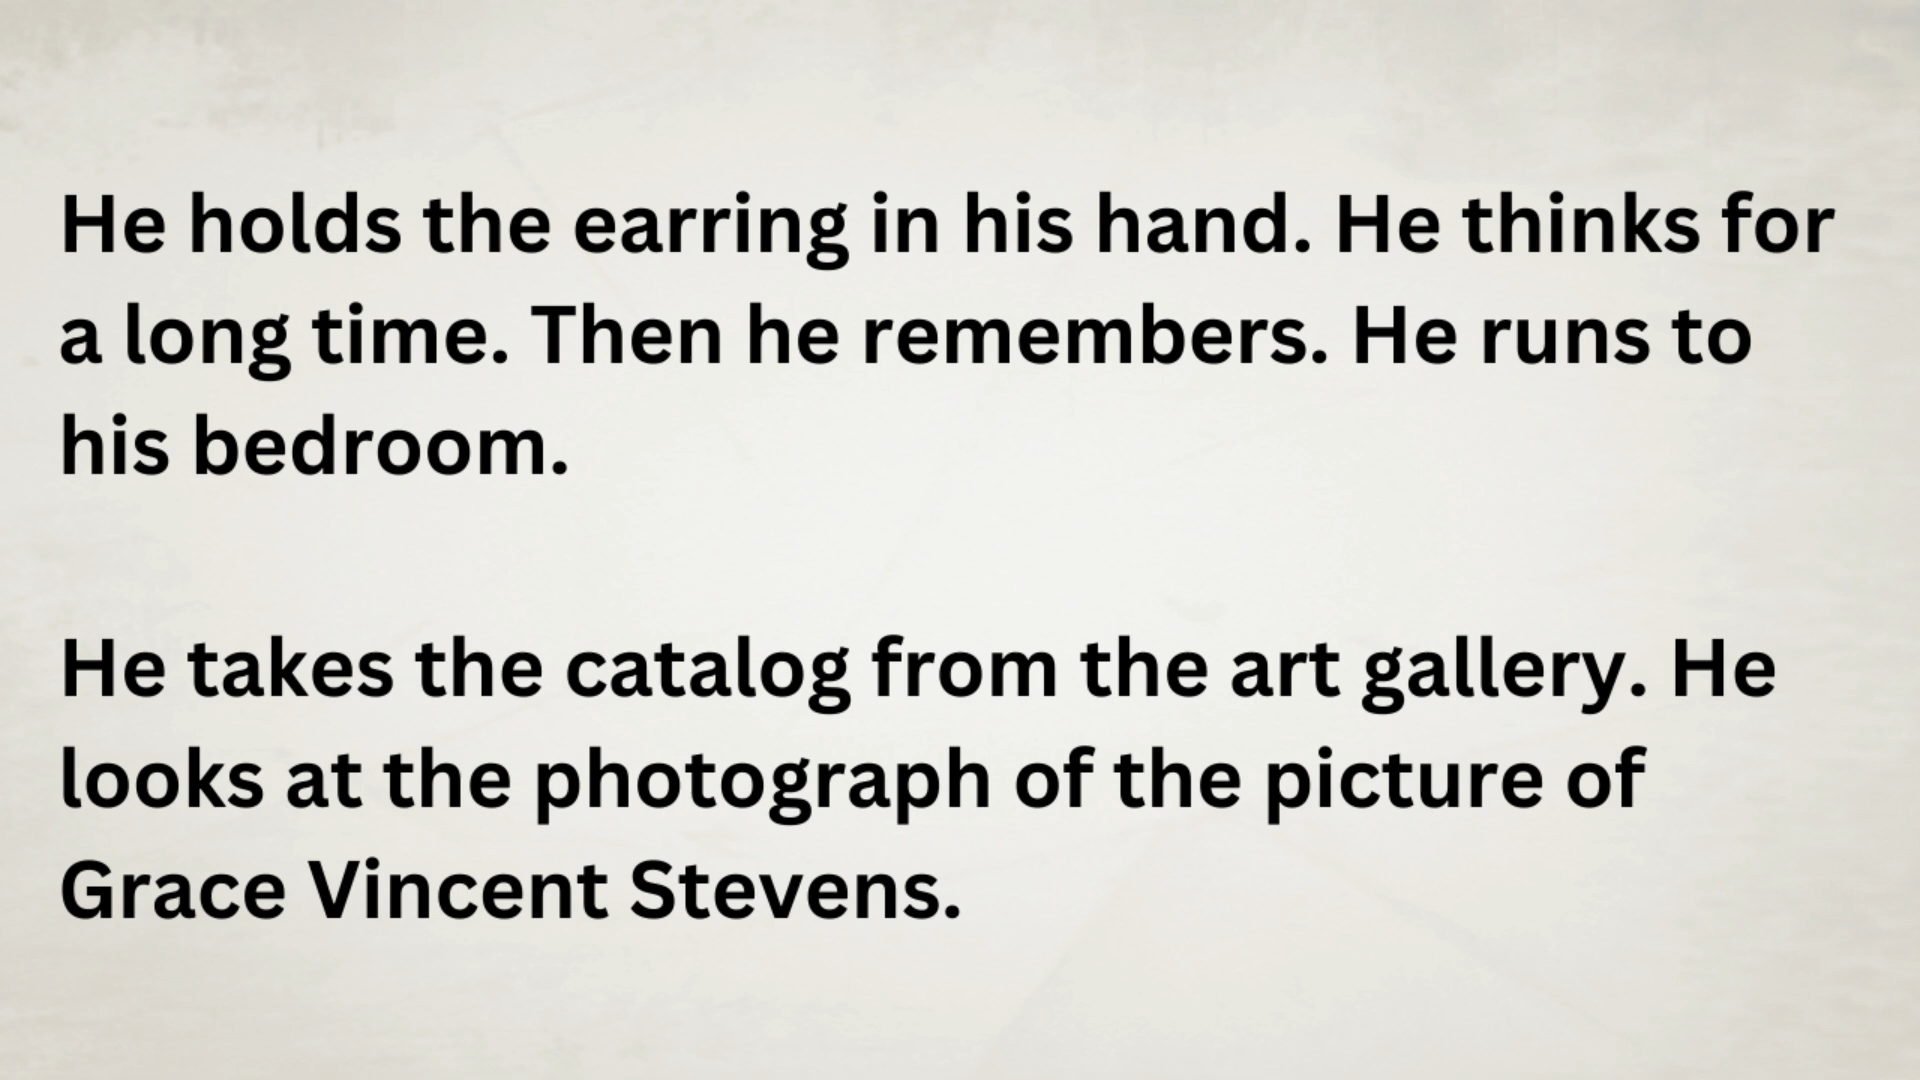 He holds the earring in his hand. He thinks for
a long time. Then he remembers. He runs to
his bedroom.
He takes the catalog from the art gallery. He
looks at the photograph of the picture of
Grace Vincent Stevens.